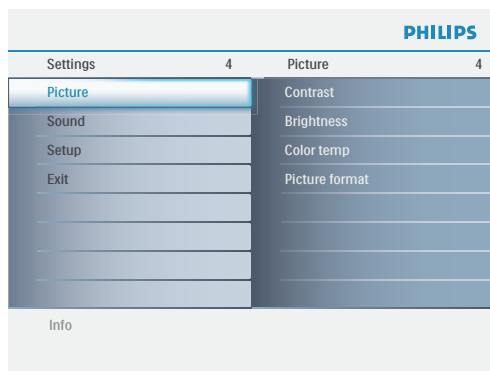 PHILIPS
Settings 4 Picture 4
Picture Contrast
Sound Brightness
Setup Color temp
Exit Picture format
Info